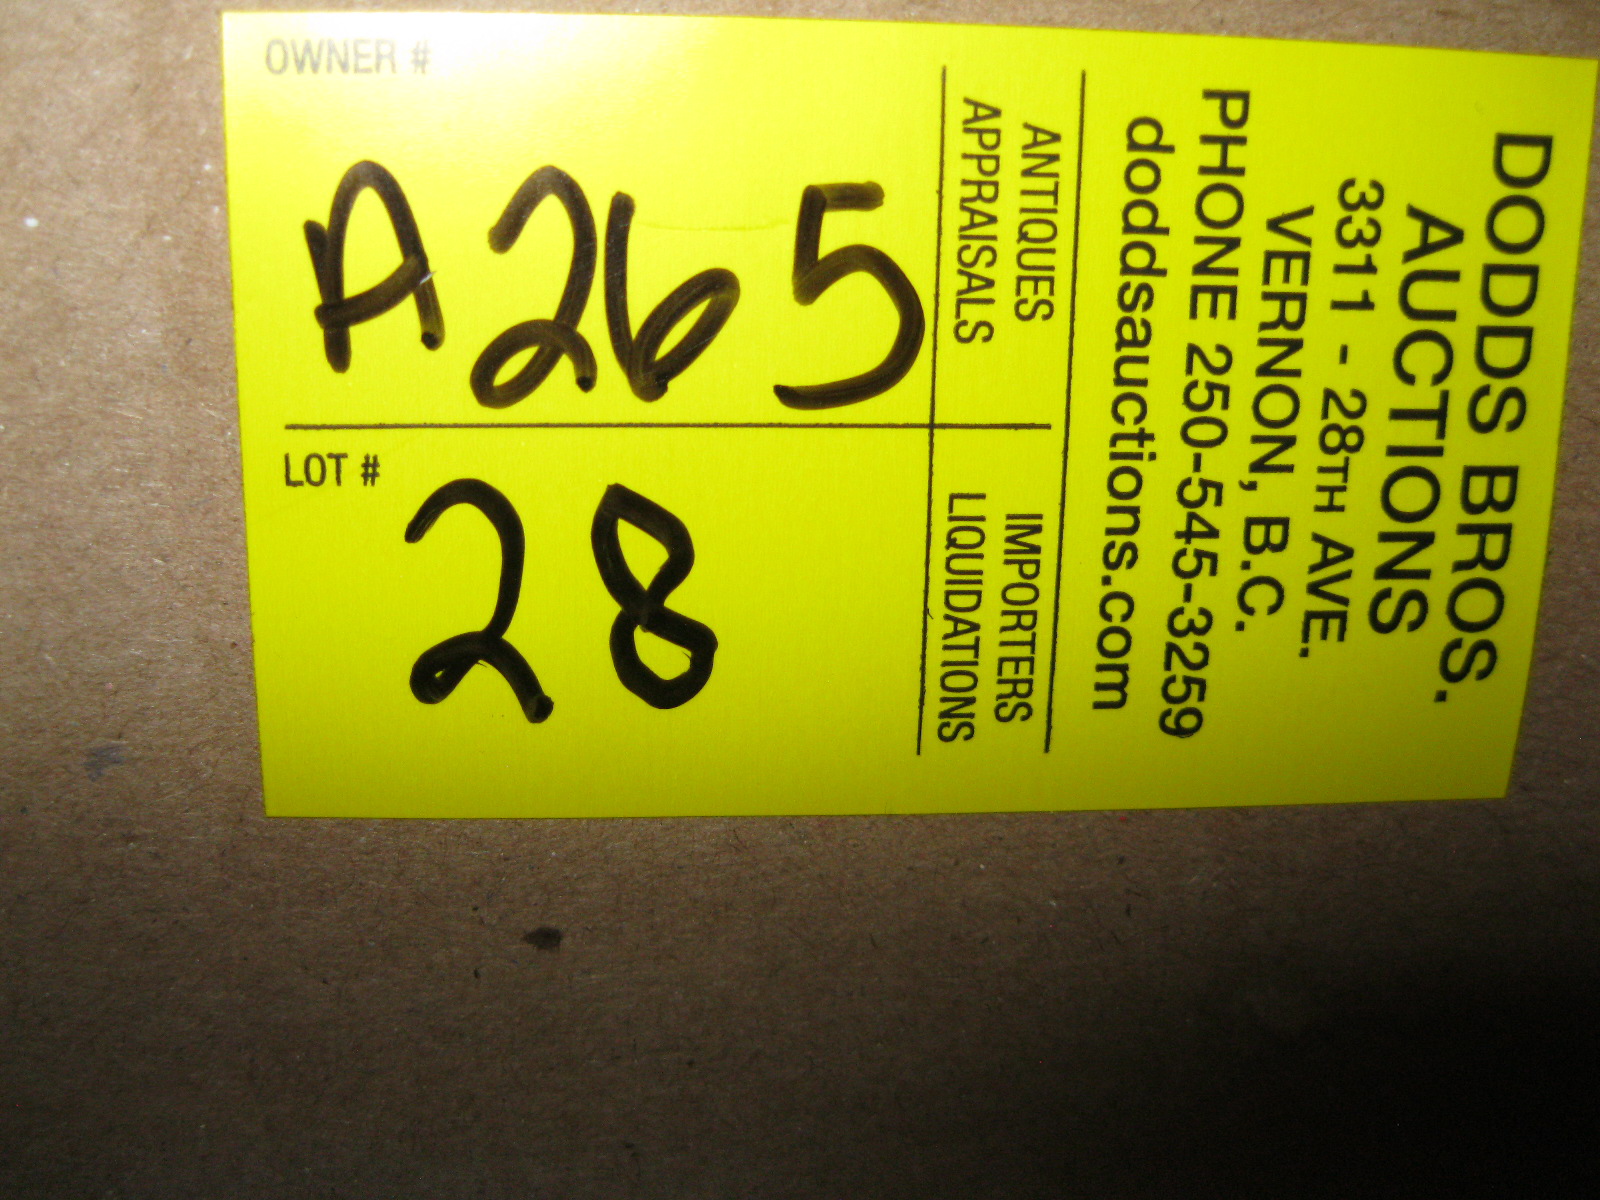 OWNER #
A265
LOT #
28
ANTIQUES
APPRAISALS
IMPORTERS
LIQUIDATIONS
DODDS BROS.
AUCTIONS
3311 - 28TH AVE.
VERNON, B.C.
PHONE 250-545-3259
doddsauctions.com